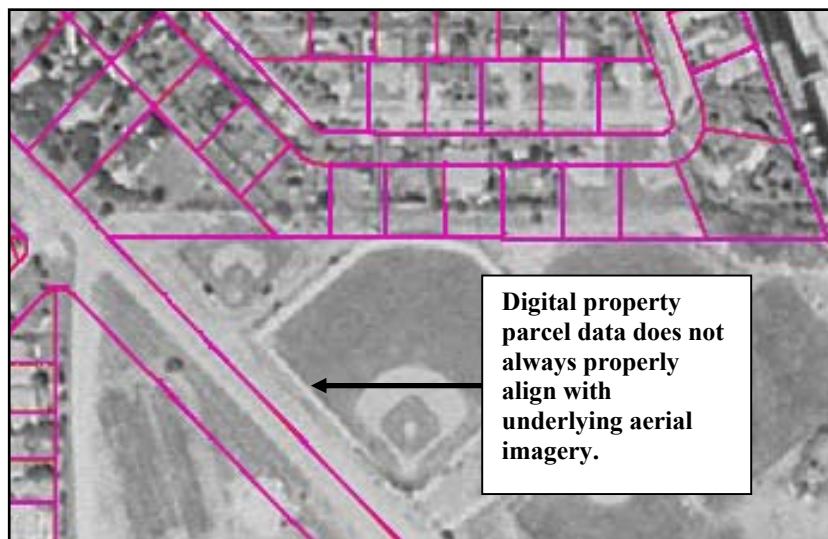 Digital property
parcel data does not
always properly
align with
underlying aerial
imagery.